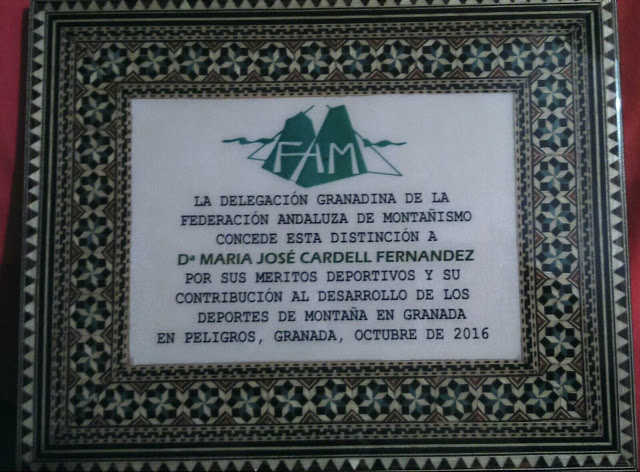 FAM
LA DELEGACIÓN GRANADINA DE LA
FEDERACIÓN ANDALUZA DE MONTAÑISMO
CONCEDE ESTA DISTINCIÓN A
Dª MARIA JOSÉ CARDELL FERNANDEZ
POR SUS MERITOS DEPORTIVOS Y SU
CONTRIBUCIÓN AL DESARROLLO DE LOS
DEPORTES DE MONTAÑA EN GRANADA
EN PELIGROS, GRANADA, OCTUBRE DE 2016